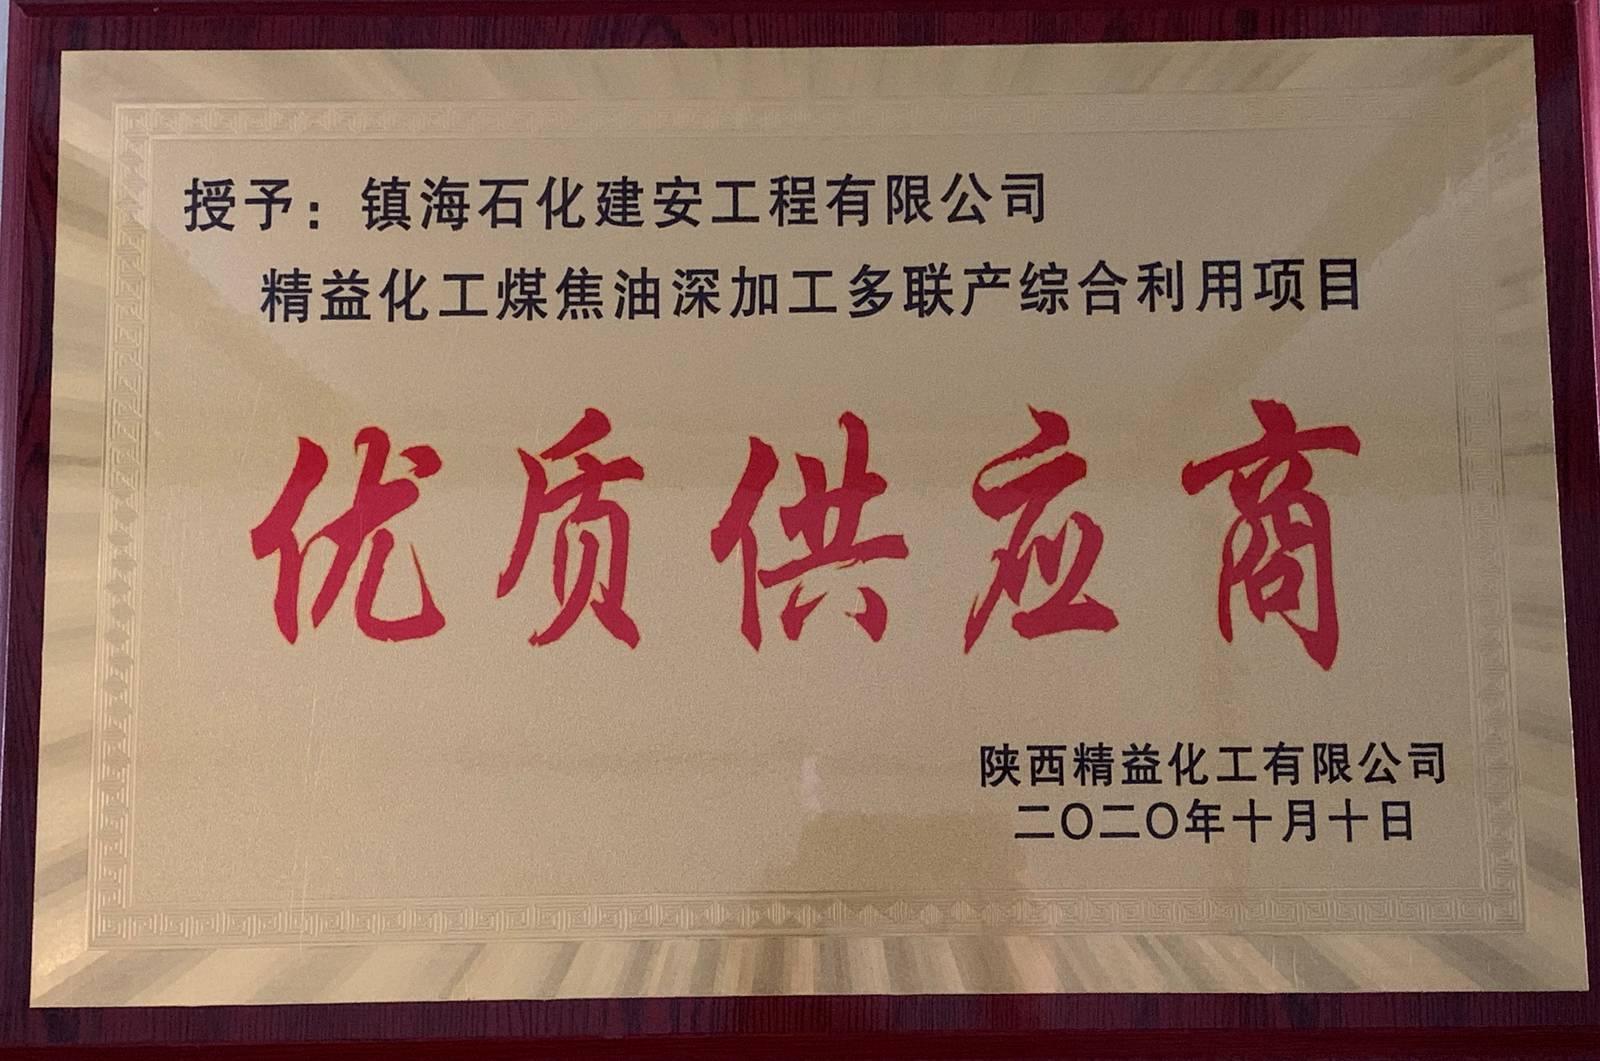 授予：镇海石化建安工程有限公司
精益化工煤焦油深加工多联产综合利用项目
优质供应商
陕西精益化工有限公司
二〇二〇年十月十日